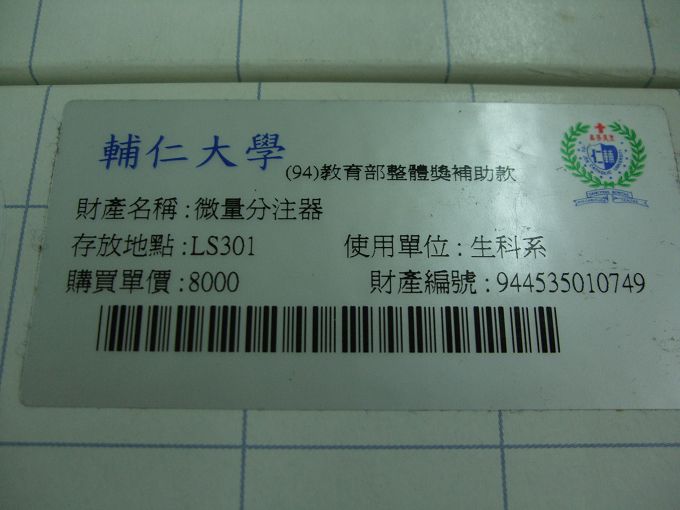 輔仁大學 (94)教育部整體獎補助款
財產名稱:微量分注器
存放地點:LS301 使用單位:生科系
購買單價:8000 財產編號:944535010749